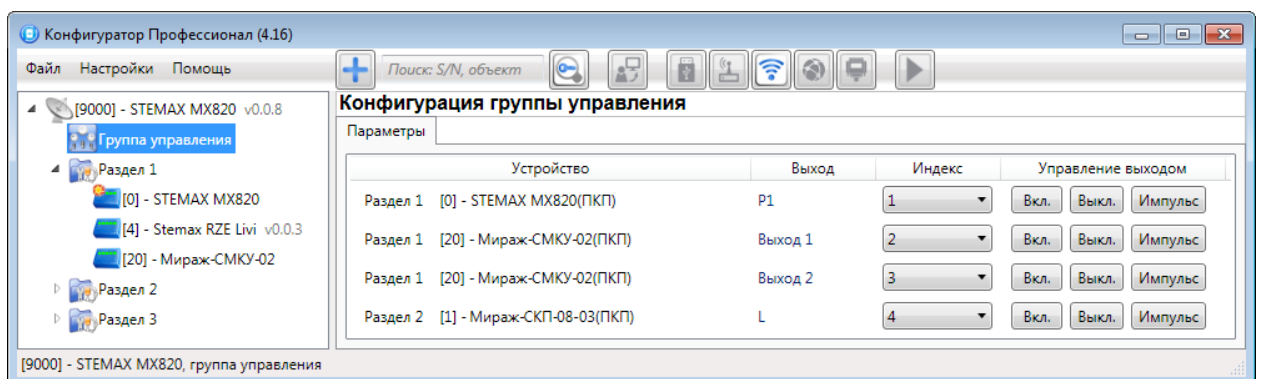 Конфигуратор Профессионал (4.16)
Файл Настройки Помощь
Поиск: S/N, объект
[9000] - STEMAX MX820 v0.0.8
Группа управления
Раздел 1
[0] - STEMAX MX820
[4] - Stemax RZE Livi v0.0.3
[20] - Мираж-СМКУ-02
Раздел 2
Раздел 3
Конфигурация группы управления
Параметры
Устройство Выход Индекс Управление выходом
Раздел 1 [0] - STEMAX MX820(ПКП) P1 1 Вкл. Выкл. Импульс
Раздел 1 [20] - Мираж-СМКУ-02(ПКП) Выход 1 2 Вкл. Выкл. Импульс
Раздел 1 [20] - Мираж-СМКУ-02(ПКП) Выход 2 3 Вкл. Выкл. Импульс
Раздел 2 [1] - Мираж-СКП-08-03(ПКП) L 4 Вкл. Выкл. Импульс
[9000] - STEMAX MX820, группа управления